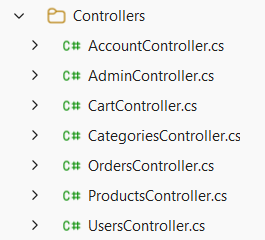 Controllers
C# AccountController.cs
C# AdminController.cs
C# CartController.cs
C# CategoriesController.cs
C# OrdersController.cs
C# ProductsController.cs
C# UsersController.cs